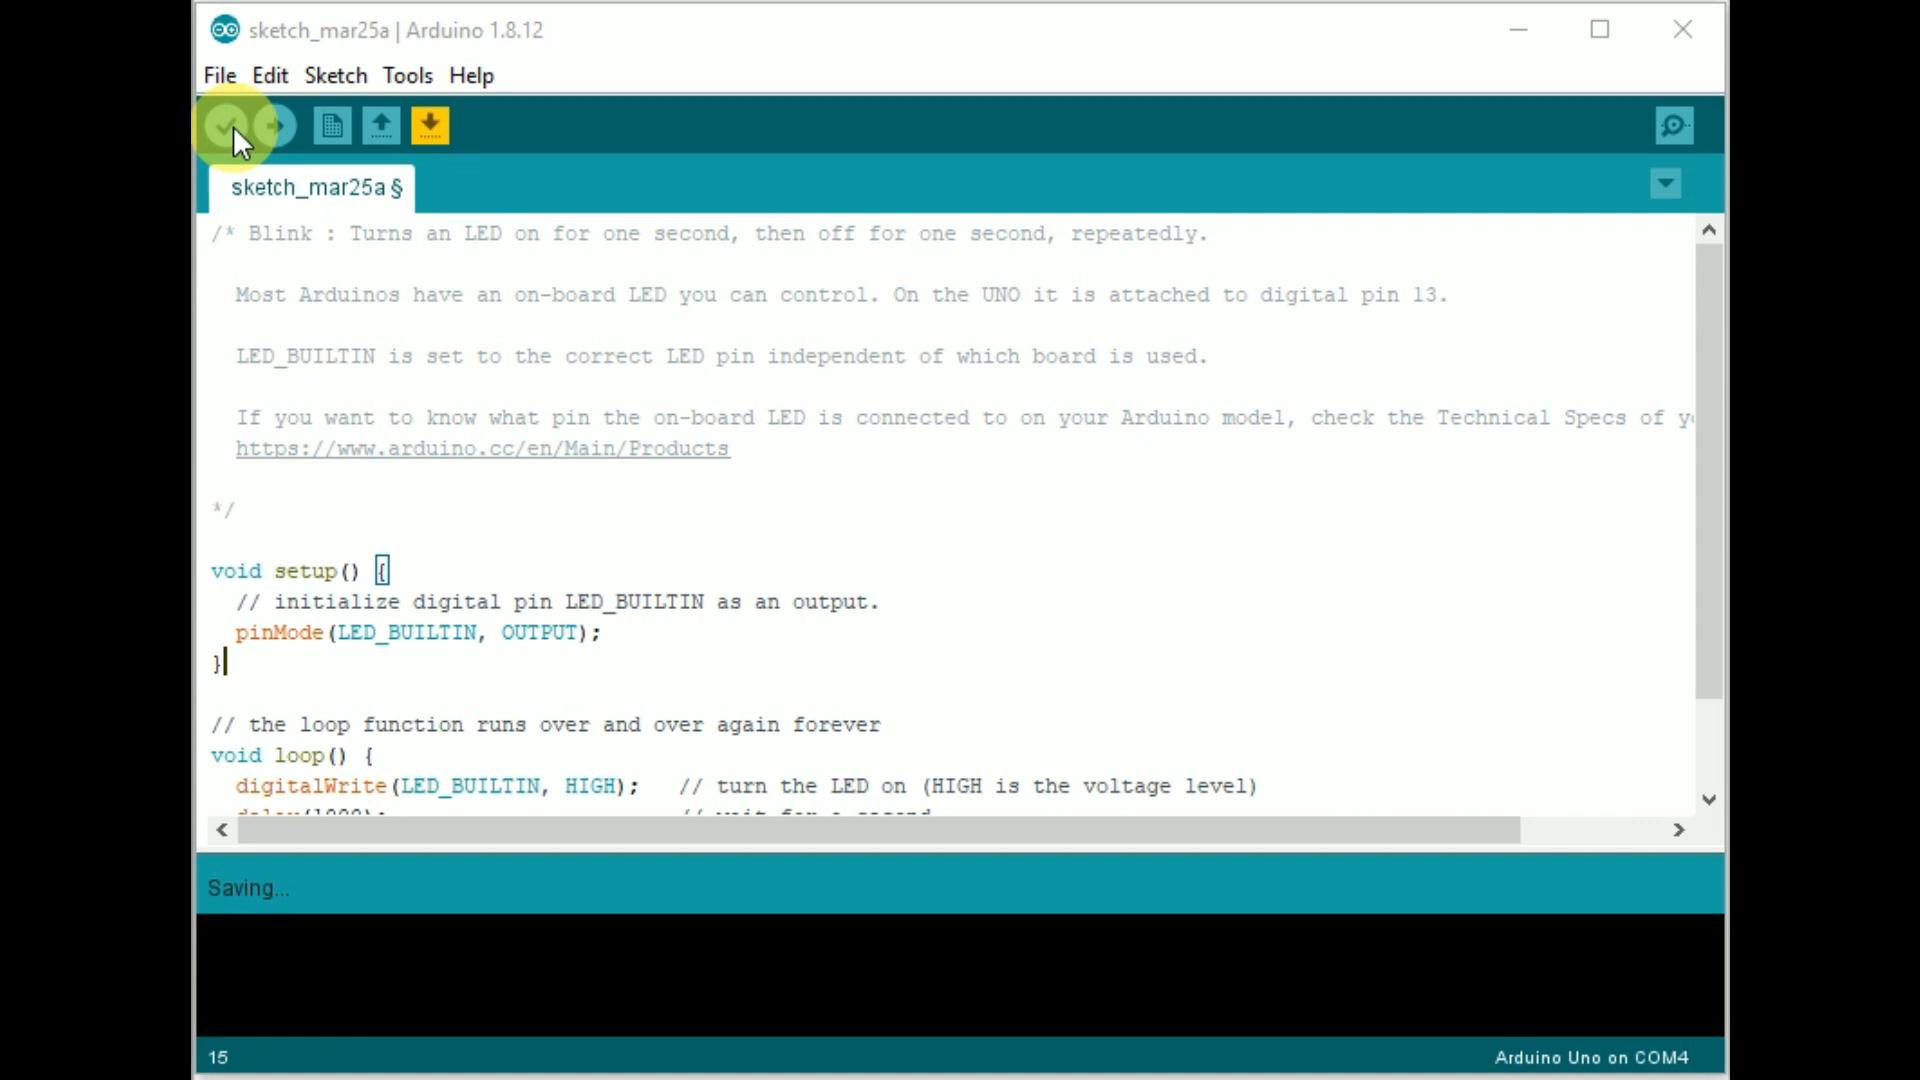 sketch_mar25a | Arduino 1.8.12
File Edit Sketch Tools Help
sketch_mar25a §
/* Blink : Turns an LED on for one second, then off for one second, repeatedly.
Most Arduinos have an on-board LED you can control. On the UNO it is attached to digital pin 13.
LED_BUILTIN is set to the correct LED pin independent of which board is used.
If you want to know what pin the on-board LED is connected to on your Arduino model, check the Technical Specs of
https://www.arduino.cc/en/Main/Products
*/
void setup() {
// initialize digital pin LED_BUILTIN as an output.
pinMode(LED_BUILTIN, OUTPUT);
}
// the loop function runs over and over again forever
void loop() {
digitalWrite(LED_BUILTIN, HIGH); // turn the LED on (HIGH is the voltage level)
delay(1000); // wait for a second
Saving...
15
Arduino Uno on COM4